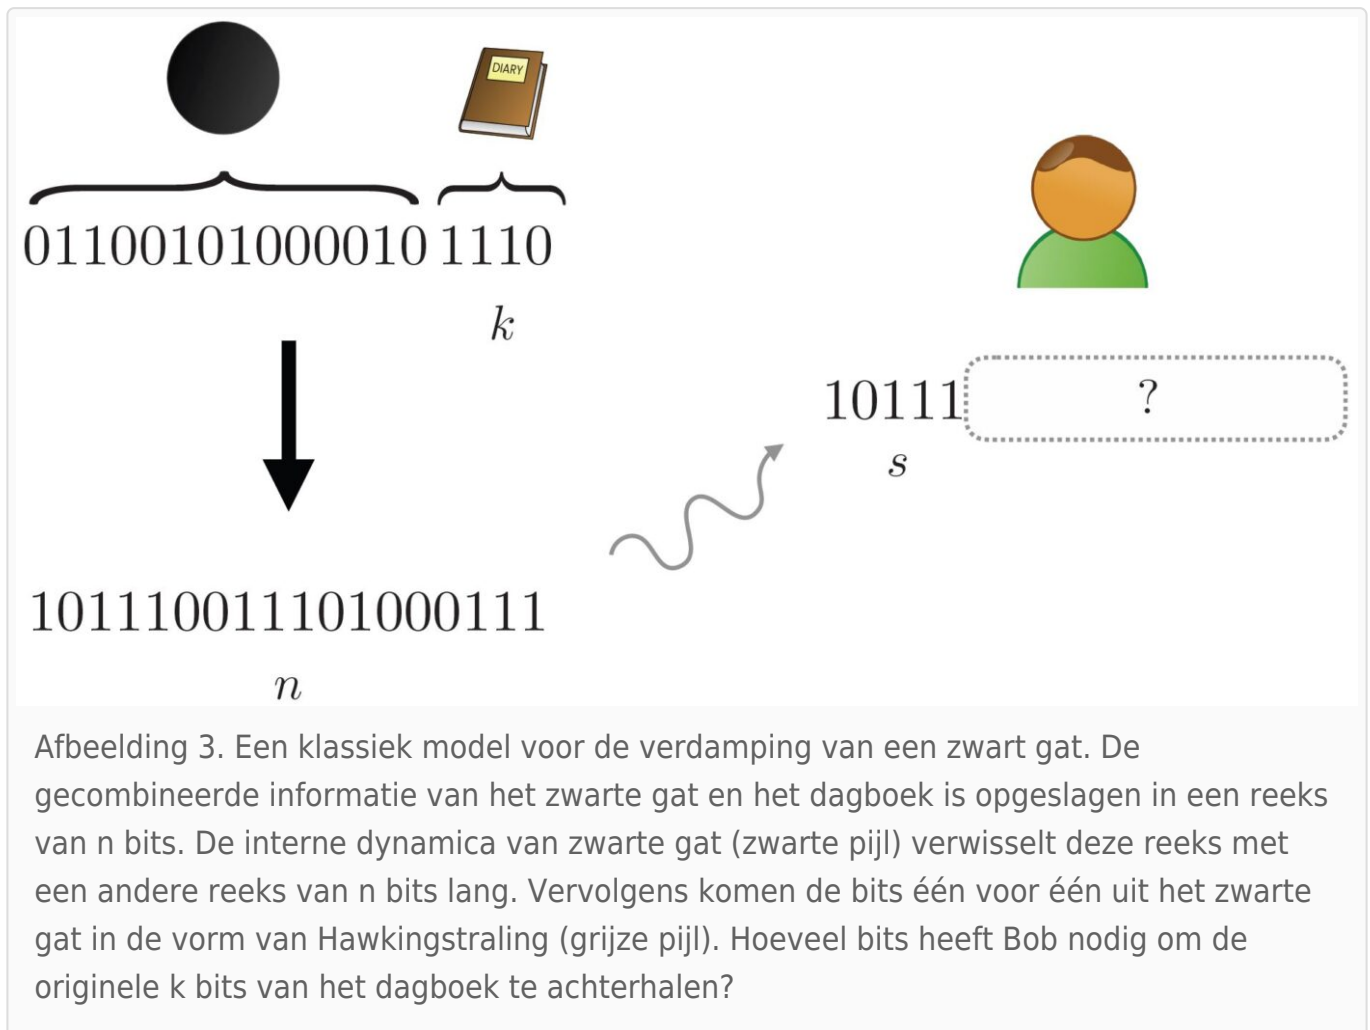 DIARY
01100101000010 1110
k
10111 ?
s
101110011101000111
n
Afbeelding 3. Een klassiek model voor de verdamping van een zwart gat. De
gecombineerde informatie van het zwarte gat en het dagboek is opgeslagen in een reeks
van n bits. De interne dynamica van zwarte gat (zwarte pijl) verwisselt deze reeks met
een andere reeks van n bits lang. Vervolgens komen de bits één voor één uit het zwarte
gat in de vorm van Hawkingstraling (grijze pijl). Hoeveel bits heeft Bob nodig om de
originele k bits van het dagboek te achterhalen?